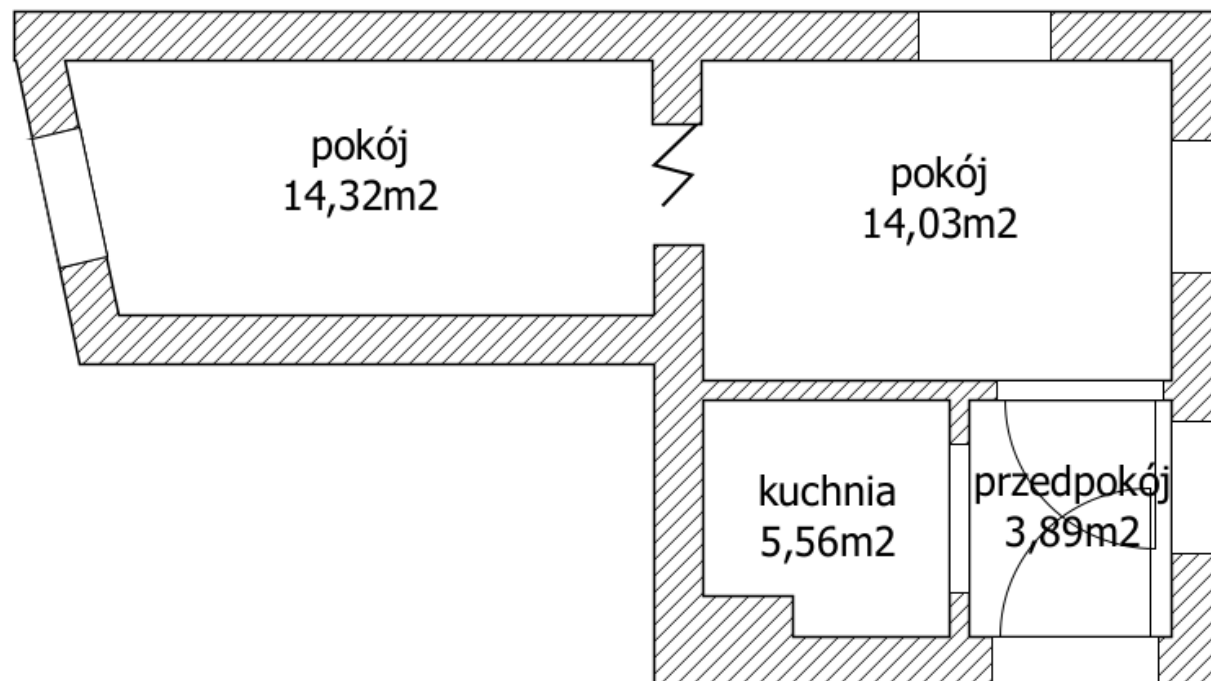 pokój
14,32m2
pokój
14,03m2
kuchnia
5,56m2
przedpokój
3,89m2